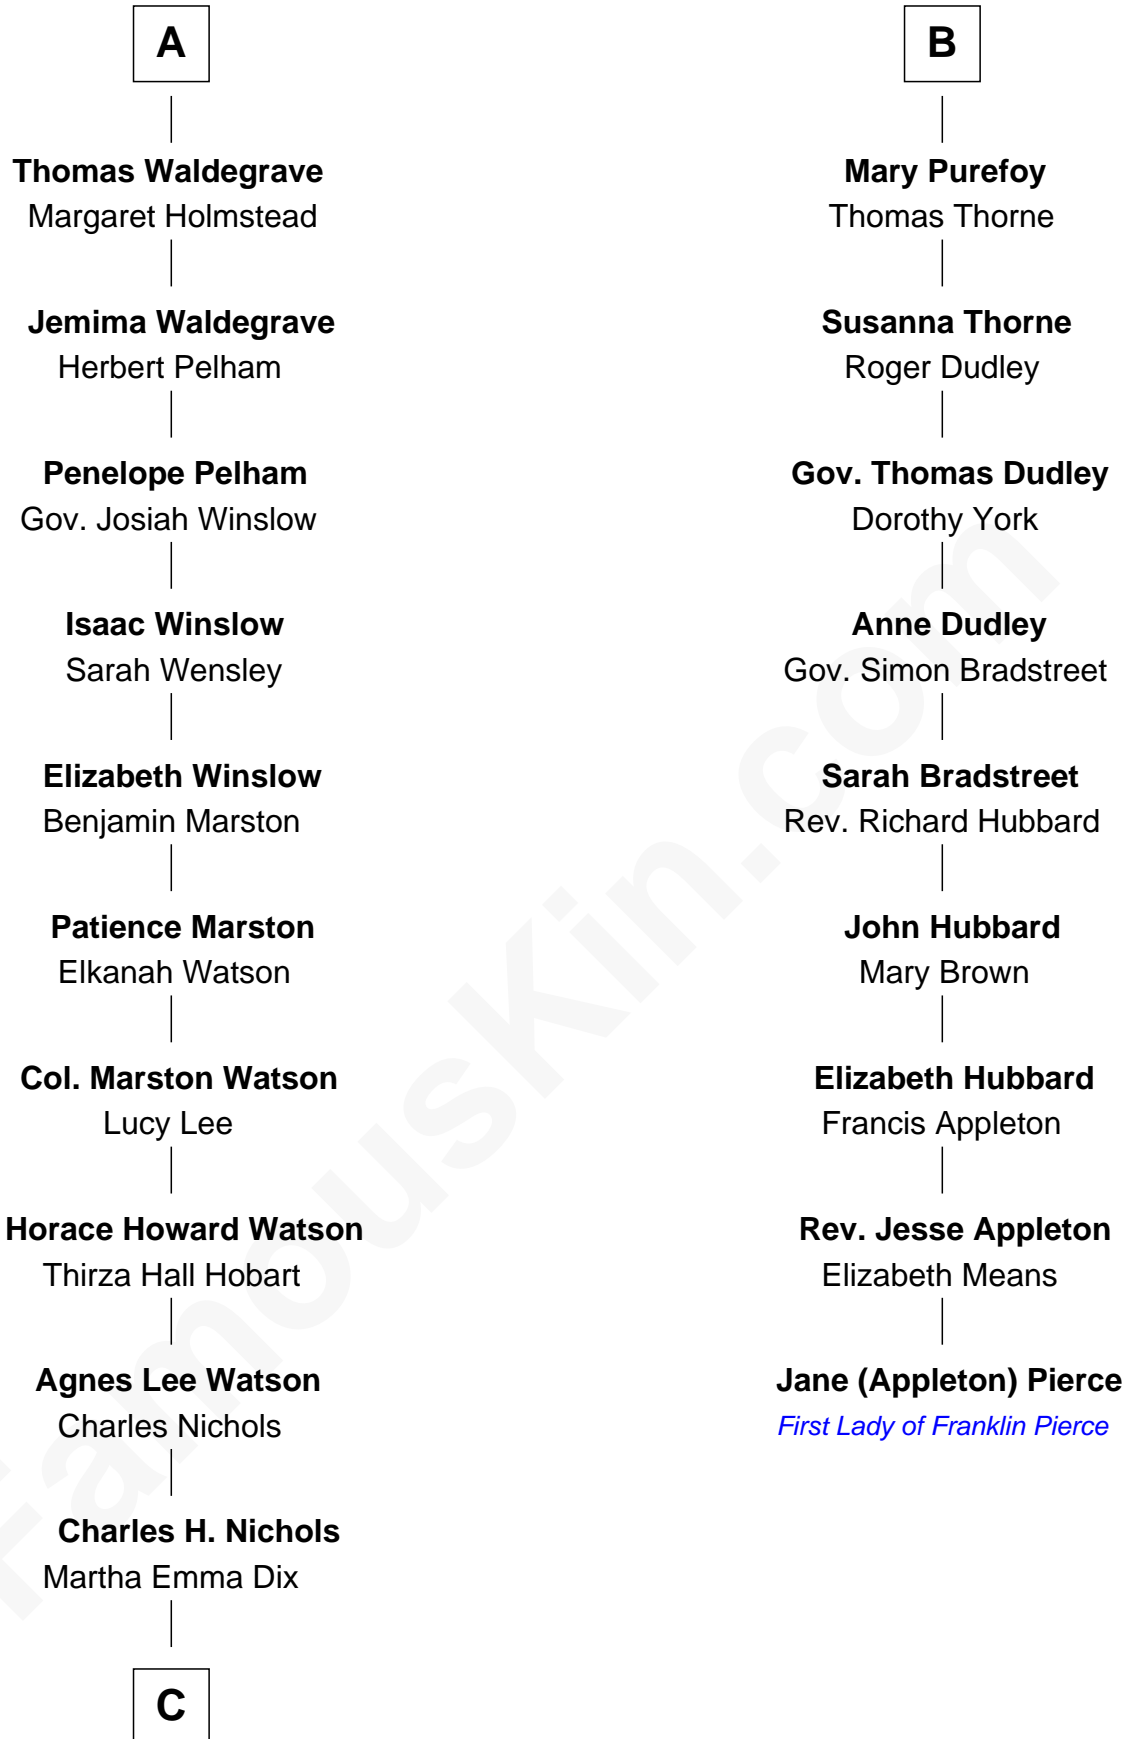 A
Thomas Waldegrave
Margaret Holmstead
Jemima Waldegrave
Herbert Pelham
Penelope Pelham
Gov. Josiah Winslow
Isaac Winslow
Sarah Wensley
Elizabeth Winslow
Benjamin Marston
Patience Marston
Elkanah Watson
Col. Marston Watson
Lucy Lee
Horace Howard Watson
Thirza Hall Hobart
Agnes Lee Watson
Charles Nichols
Charles H. Nichols
Martha Emma Dix
C
B
Mary Purefoy
Thomas Thorne
Susanna Thorne
Roger Dudley
Gov. Thomas Dudley
Dorothy York
Anne Dudley
Gov. Simon Bradstreet
Sarah Bradstreet
Rev. Richard Hubbard
John Hubbard
Mary Brown
Elizabeth Hubbard
Francis Appleton
Rev. Jesse Appleton
Elizabeth Means
Jane (Appleton) Pierce
First Lady of Franklin Pierce
FamousKin.com